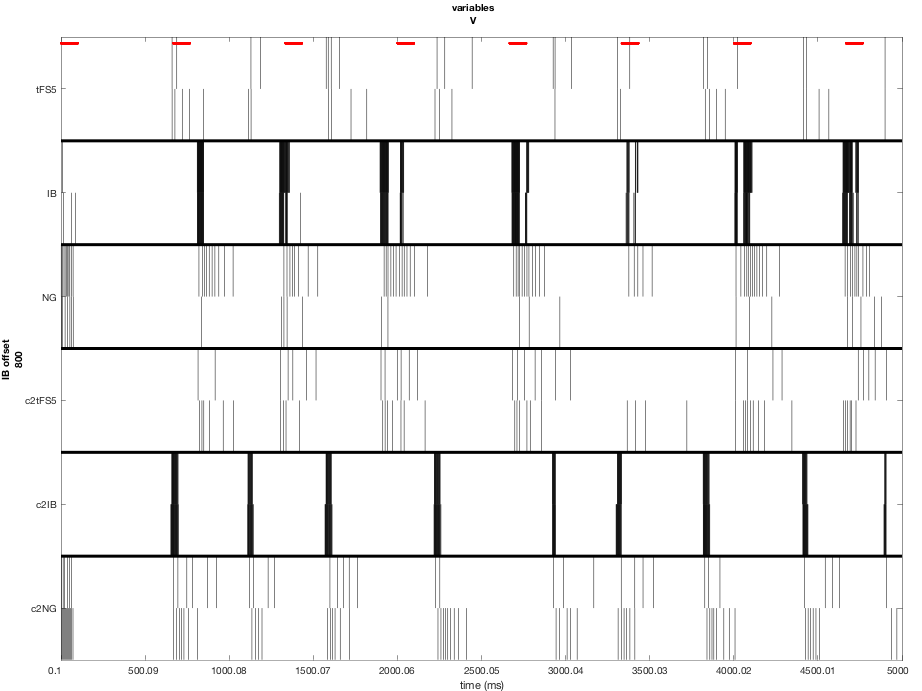 variables
V
tFS5
IB
NG
c2tFS5
c2IB
c2NG
IB offset
800
0.1 500.09 1000.08 1500.07 2000.06 2500.05 3000.04 3500.03 4000.02 4500.01 5000
time (ms)